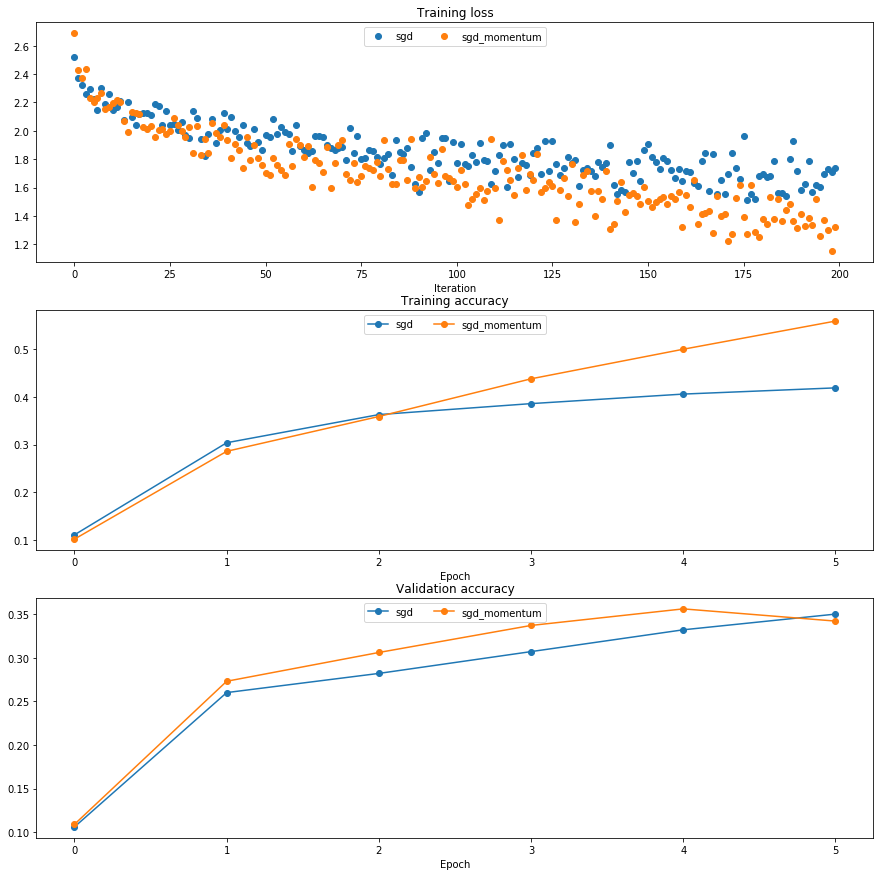 Training loss
sgd sgd_momentum
2.6
2.4
2.2
2.0
1.8
1.6
1.4
1.2
0 25 50 75 100 125 150 175 200
Iteration
Training accuracy
sgd sgd_momentum
0.5
0.4
0.3
0.2
0.1
0 1 2 3 4 5
Epoch
Validation accuracy
sgd sgd_momentum
0.35
0.30
0.25
0.20
0.15
0.10
0 1 2 3 4 5
Epoch